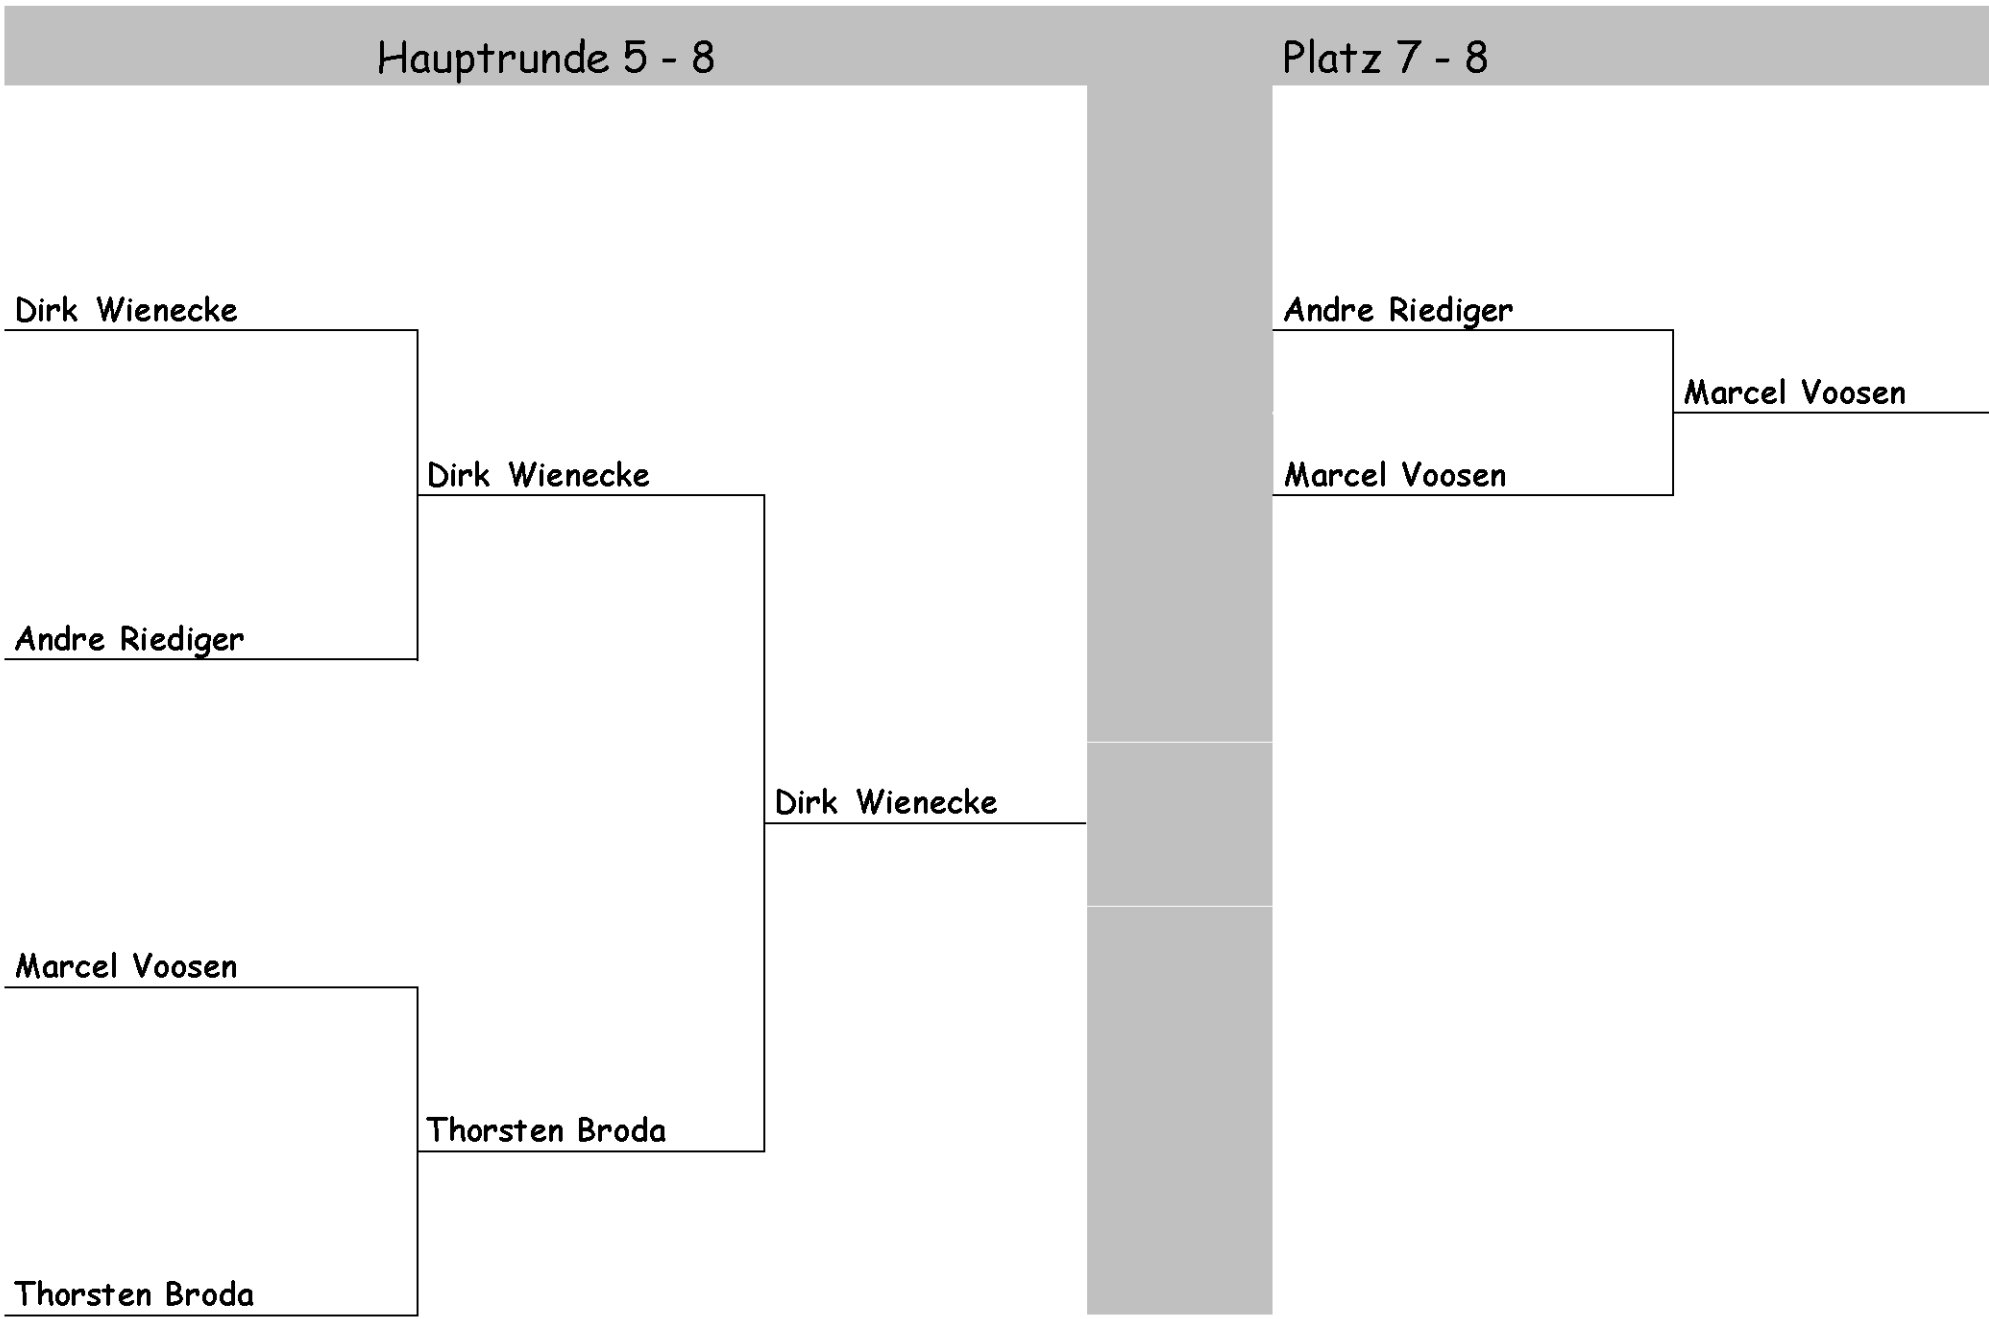 Hauptrunde 5 - 8
Platz 7 - 8
Dirk Wienecke
Andre Riediger
Marcel Voosen
Dirk Wienecke
Marcel Voosen
Andre Riediger
Dirk Wienecke
Marcel Voosen
Thorsten Broda
Thorsten Broda